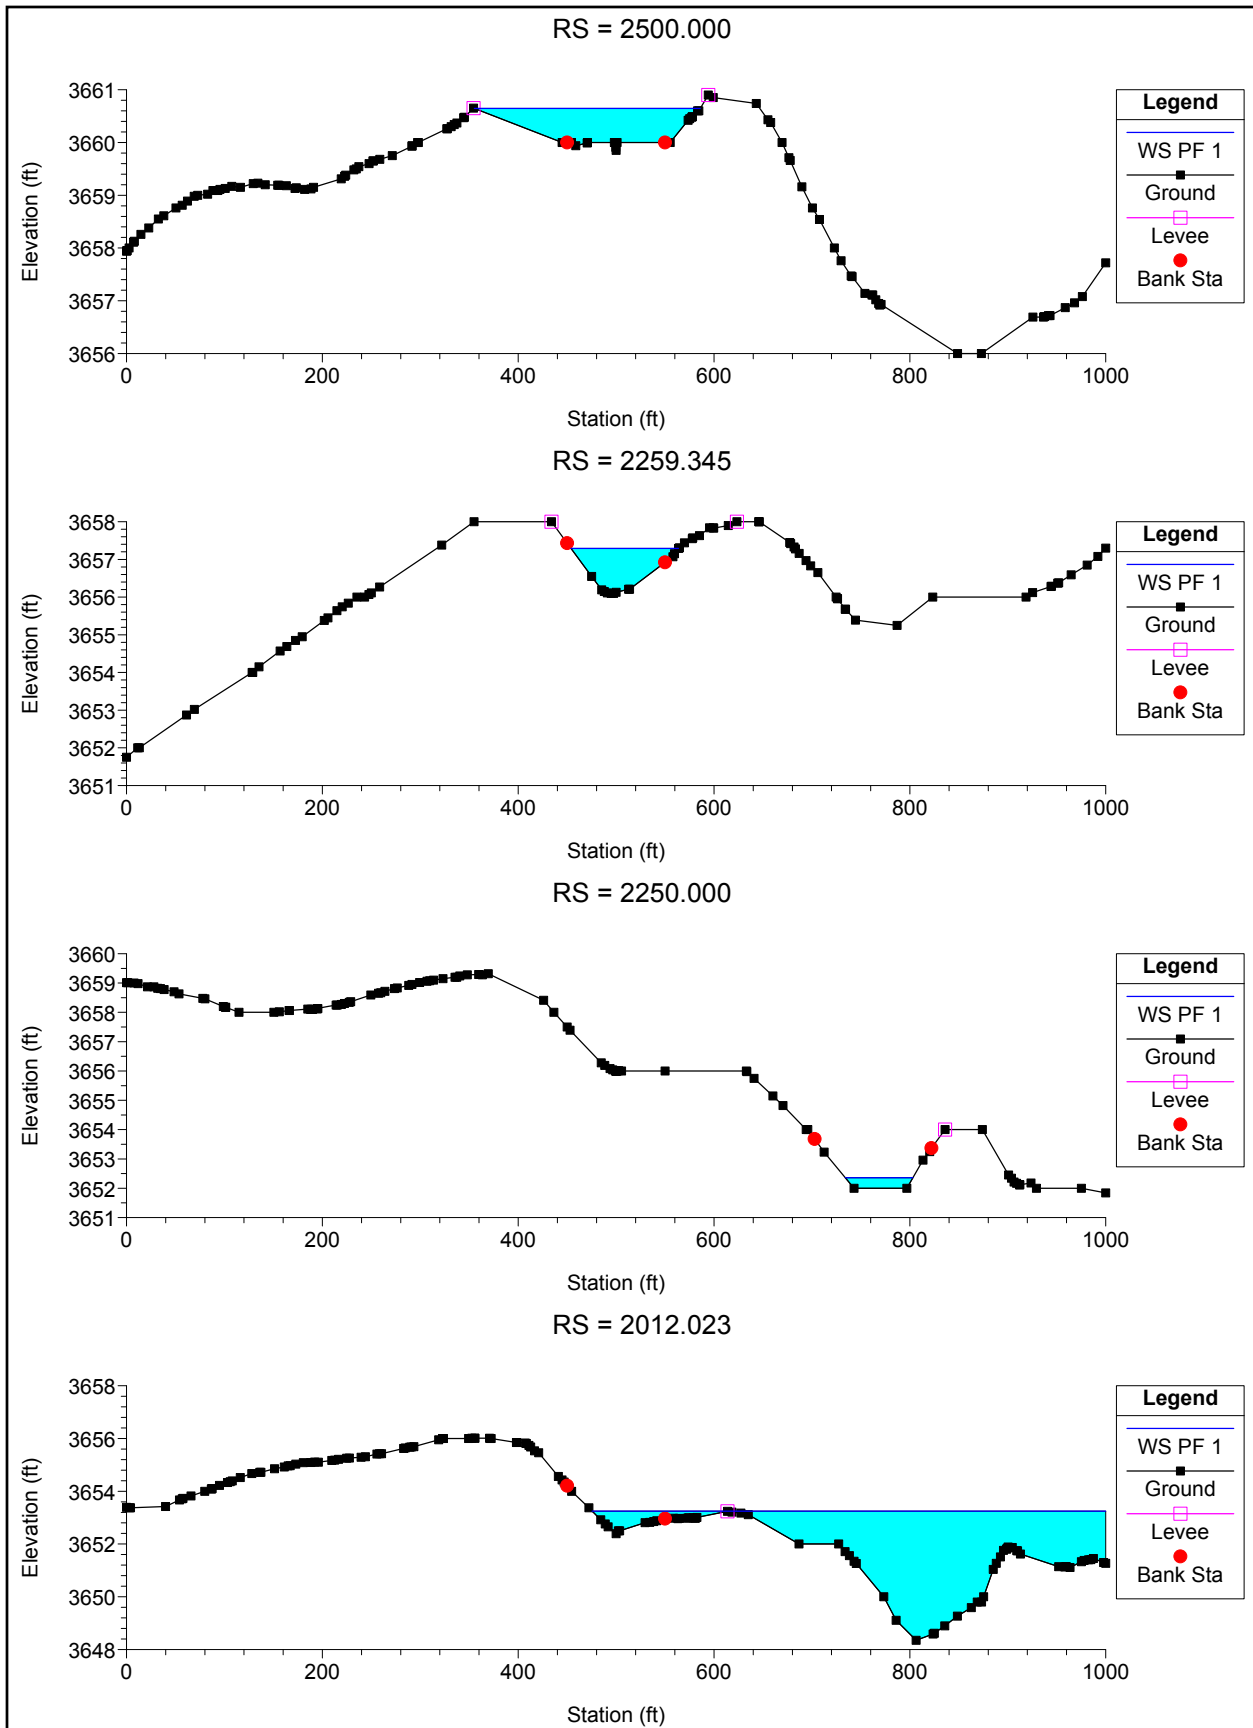 RS = 2500.000
Elevation (ft)
3661
3660
3659
3658
3657
3656
0 200 400 600 800 1000
Station (ft)
Legend
WS PF 1
Ground
Levee
Bank Sta
RS = 2259.345
Elevation (ft)
3658
3657
3656
3655
3654
3653
3652
3651
0 200 400 600 800 1000
Station (ft)
Legend
WS PF 1
Ground
Levee
Bank Sta
RS = 2250.000
Elevation (ft)
3660
3659
3658
3657
3656
3655
3654
3653
3652
3651
0 200 400 600 800 1000
Station (ft)
Legend
WS PF 1
Ground
Levee
Bank Sta
RS = 2012.023
Elevation (ft)
3658
3656
3654
3652
3650
3648
0 200 400 600 800 1000
Station (ft)
Legend
WS PF 1
Ground
Levee
Bank Sta